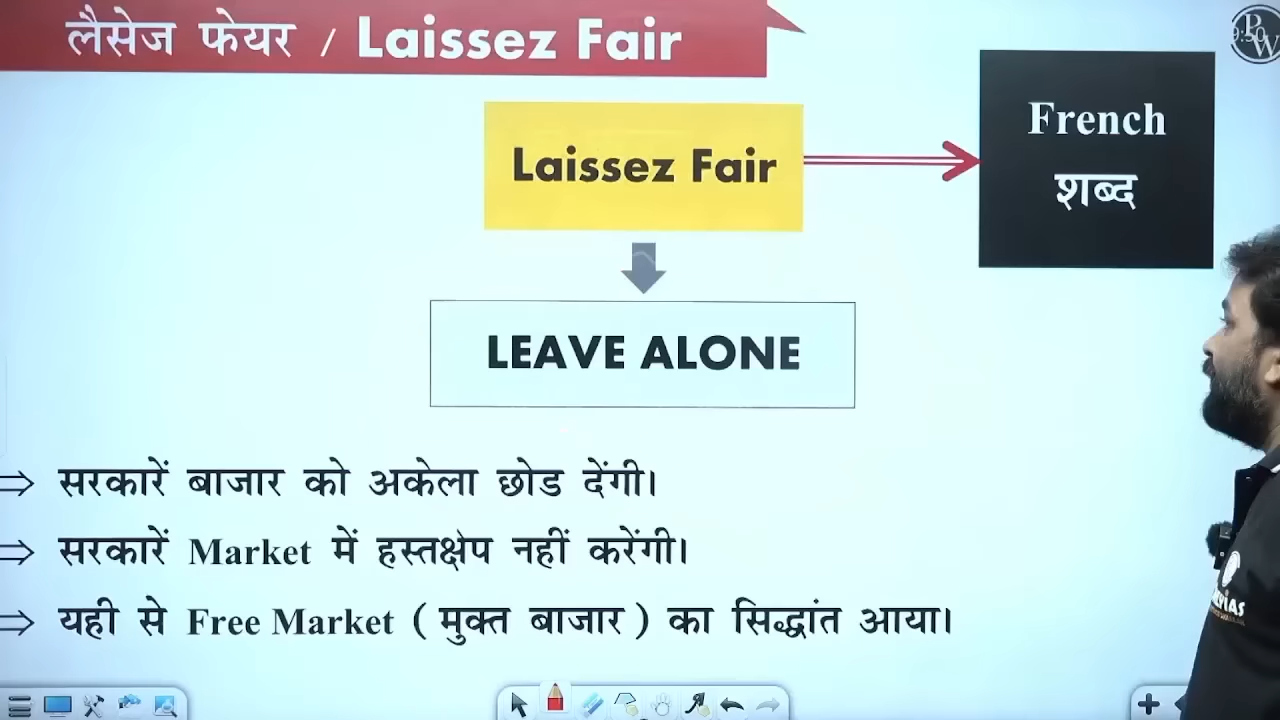 लैसेज फेयर / Laissez Fair
PW
Laissez Fair
French
शब्द
LEAVE ALONE
⇒ सरकारें बाजार को अकेला छोड देंगी।
⇒ सरकारें Market में हस्तक्षेप नहीं करेंगी।
⇒ यही से Free Market ( मुक्त बाजार ) का सिद्धांत आया।